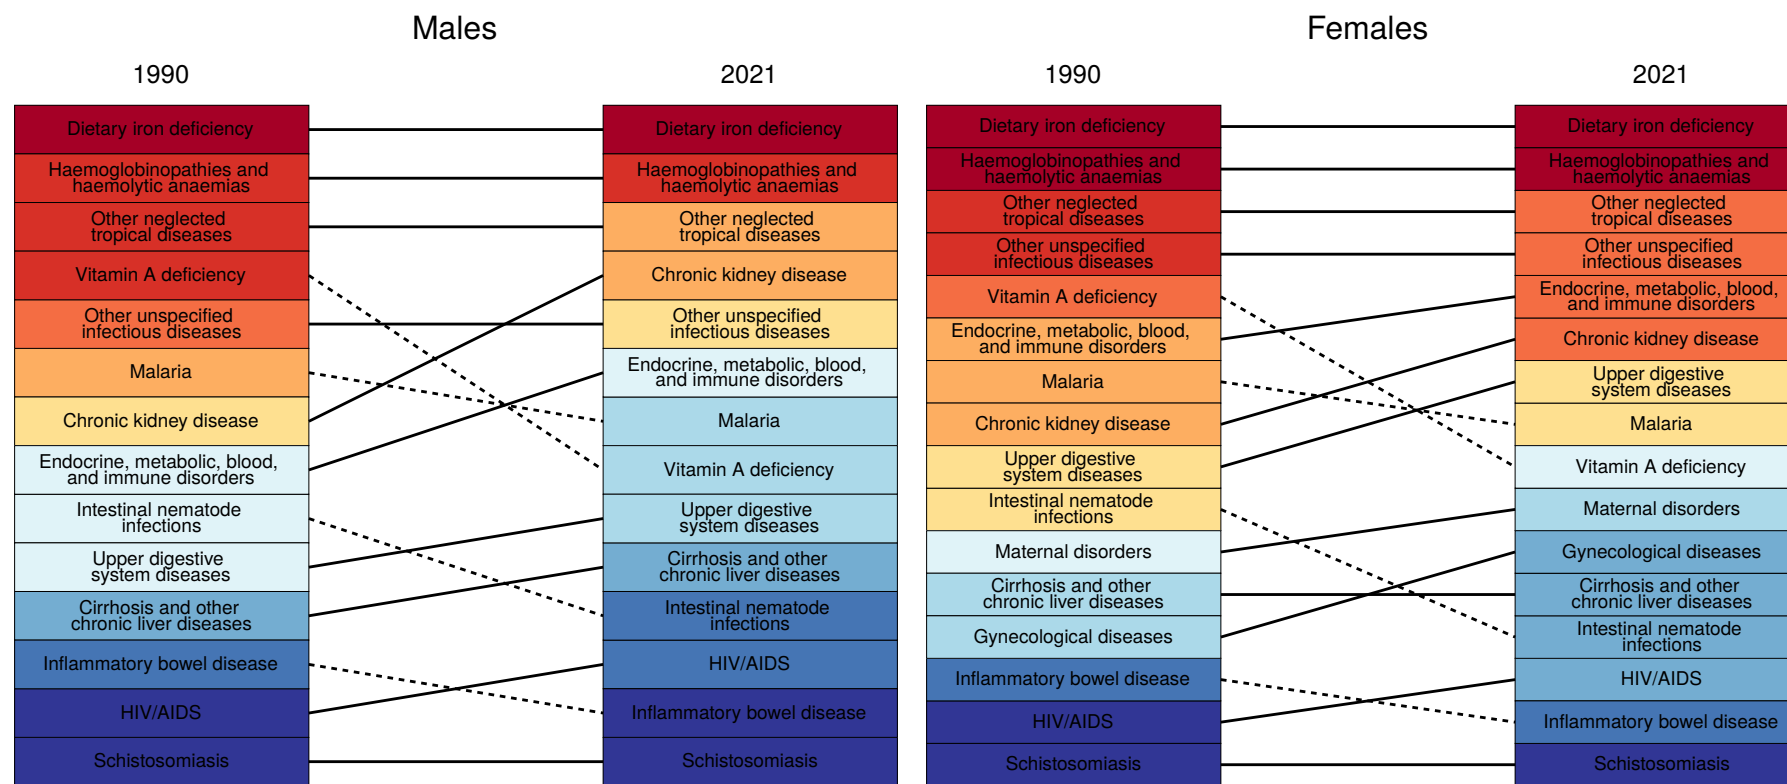 Males
1990
2021
Dietary iron deficiency
Haemoglobinopathies and
haemolytic anaemias
Other neglected
tropical diseases
Vitamin A deficiency
Other unspecified
infectious diseases
Malaria
Chronic kidney disease
Endocrine, metabolic, blood,
and immune disorders
Intestinal nematode
infections
Upper digestive
system diseases
Cirrhosis and other
chronic liver diseases
Inflammatory bowel disease
HIV/AIDS
Schistosomiasis
Dietary iron deficiency
Haemoglobinopathies and
haemolytic anaemias
Other neglected
tropical diseases
Chronic kidney disease
Other unspecified
infectious diseases
Endocrine, metabolic, blood,
and immune disorders
Malaria
Vitamin A deficiency
Upper digestive
system diseases
Cirrhosis and other
chronic liver diseases
Intestinal nematode
infections
HIV/AIDS
Inflammatory bowel disease
Schistosomiasis
Females
1990
2021
Dietary iron deficiency
Haemoglobinopathies and
haemolytic anaemias
Other neglected
tropical diseases
Other unspecified
infectious diseases
Vitamin A deficiency
Endocrine, metabolic, blood,
and immune disorders
Malaria
Chronic kidney disease
Upper digestive
system diseases
Intestinal nematode
infections
Maternal disorders
Cirrhosis and other
chronic liver diseases
Gynecological diseases
Inflammatory bowel disease
HIV/AIDS
Schistosomiasis
Dietary iron deficiency
Haemoglobinopathies and
haemolytic anaemias
Other neglected
tropical diseases
Other unspecified
infectious diseases
Endocrine, metabolic, blood,
and immune disorders
Chronic kidney disease
Upper digestive
system diseases
Malaria
Vitamin A deficiency
Maternal disorders
Gynecological diseases
Cirrhosis and other
chronic liver diseases
Intestinal nematode
infections
HIV/AIDS
Inflammatory bowel disease
Schistosomiasis